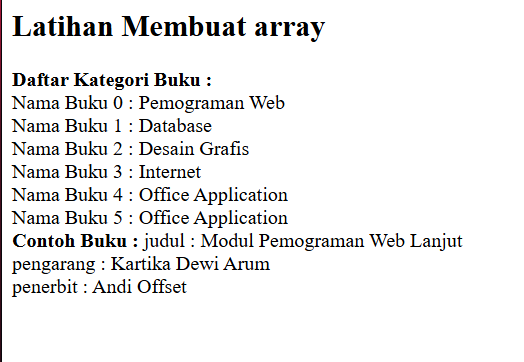 Latihan Membuat array
Daftar Kategori Buku :
Nama Buku 0 : Pemograman Web
Nama Buku 1 : Database
Nama Buku 2 : Desain Grafis
Nama Buku 3 : Internet
Nama Buku 4 : Office Application
Nama Buku 5 : Office Application
Contoh Buku : judul : Modul Pemograman Web Lanjut
pengarang : Kartika Dewi Arum
penerbit : Andi Offset